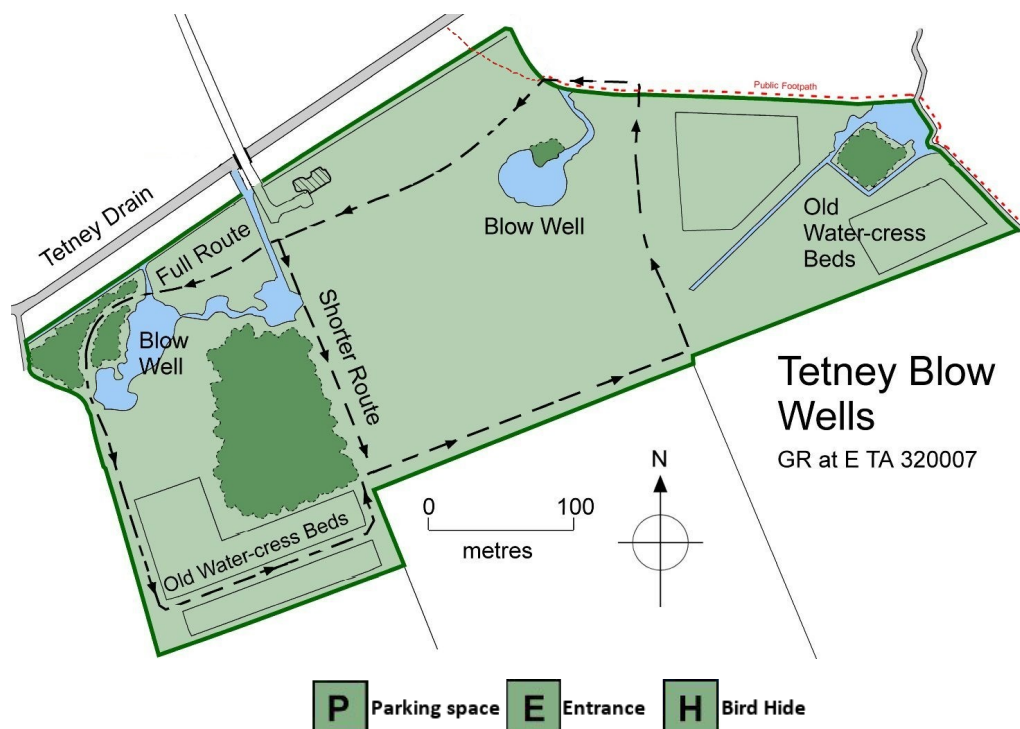 Public Footpath
Tetney Drain
Full Route
Blow Well
Old
Water-cress
Beds
Shorter Route
Blow
Well
Tetney Blow
Wells
GR at E TA 320007
N
0 100
metres
Old Water-cress Beds
P Parking space E Entrance H Bird Hide